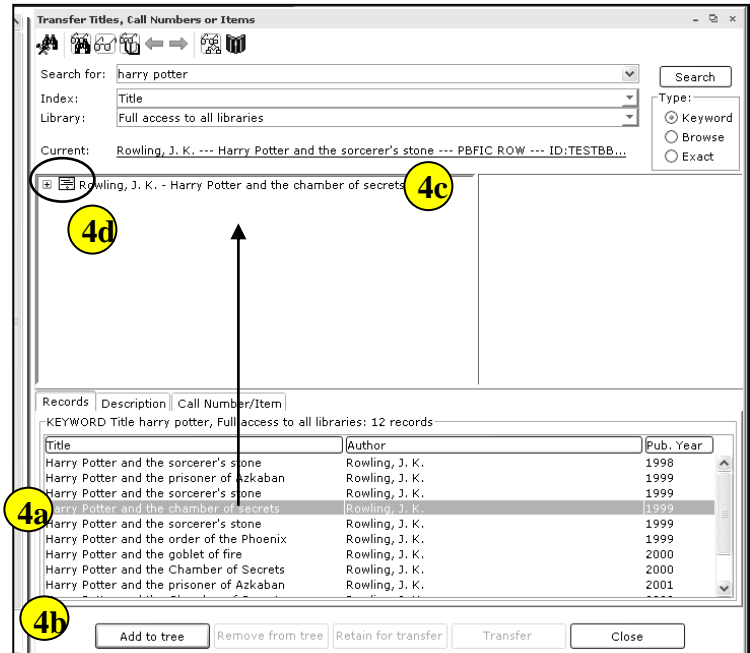 Transfer Titles, Call Numbers or Items
Search for: harry potter Search
Index: Title Type:
Library: Full access to all libraries Keyword
Browse
Current: Rowling, J. K. --- Harry Potter and the sorcerer's stone --- PBFIC ROW --- ID:TESTBB... Exact
Rowling, J. K. - Harry Potter and the chamber of secrets 4c
4d
Records Description Call Number/Item
KEYWORD Title harry potter, Full access to all libraries: 12 records
Title Author Pub. Year
Harry Potter and the sorcerer's stone Rowling, J. K. 1998
Harry Potter and the prisoner of Azkaban Rowling, J. K. 1999
Harry Potter and the sorcerer's stone Rowling, J. K. 1999
4a Harry Potter and the chamber of secrets Rowling, J. K. 1999
Harry Potter and the sorcerer's stone Rowling, J. K. 1999
Harry Potter and the order of the Phoenix Rowling, J. K. 1999
Harry Potter and the goblet of fire Rowling, J. K. 2000
Harry Potter and the Chamber of Secrets Rowling, J. K. 2000
Harry Potter and the prisoner of Azkaban Rowling, J. K. 2001
4b
Add to tree Remove from tree Retain for transfer Transfer Close